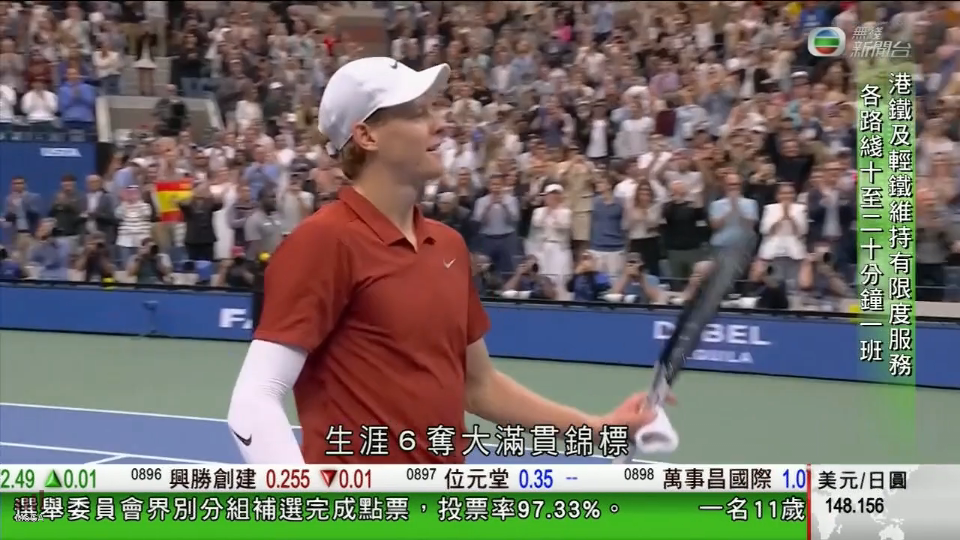 無綫
新聞台
港鐵及輕鐵維持有限度服務
各路綫十至二十分鐘一班
USTA
生涯6奪大滿貫錦標
2.49 ▲0.01 0896 興勝創建 0.255 ▼0.01 0897 位元堂 0.35 -- 0898 萬事昌國際 1.0
美元/日圓
148.156
選舉委員會界別分組補選完成點票，投票率97.33%。 一名11歲